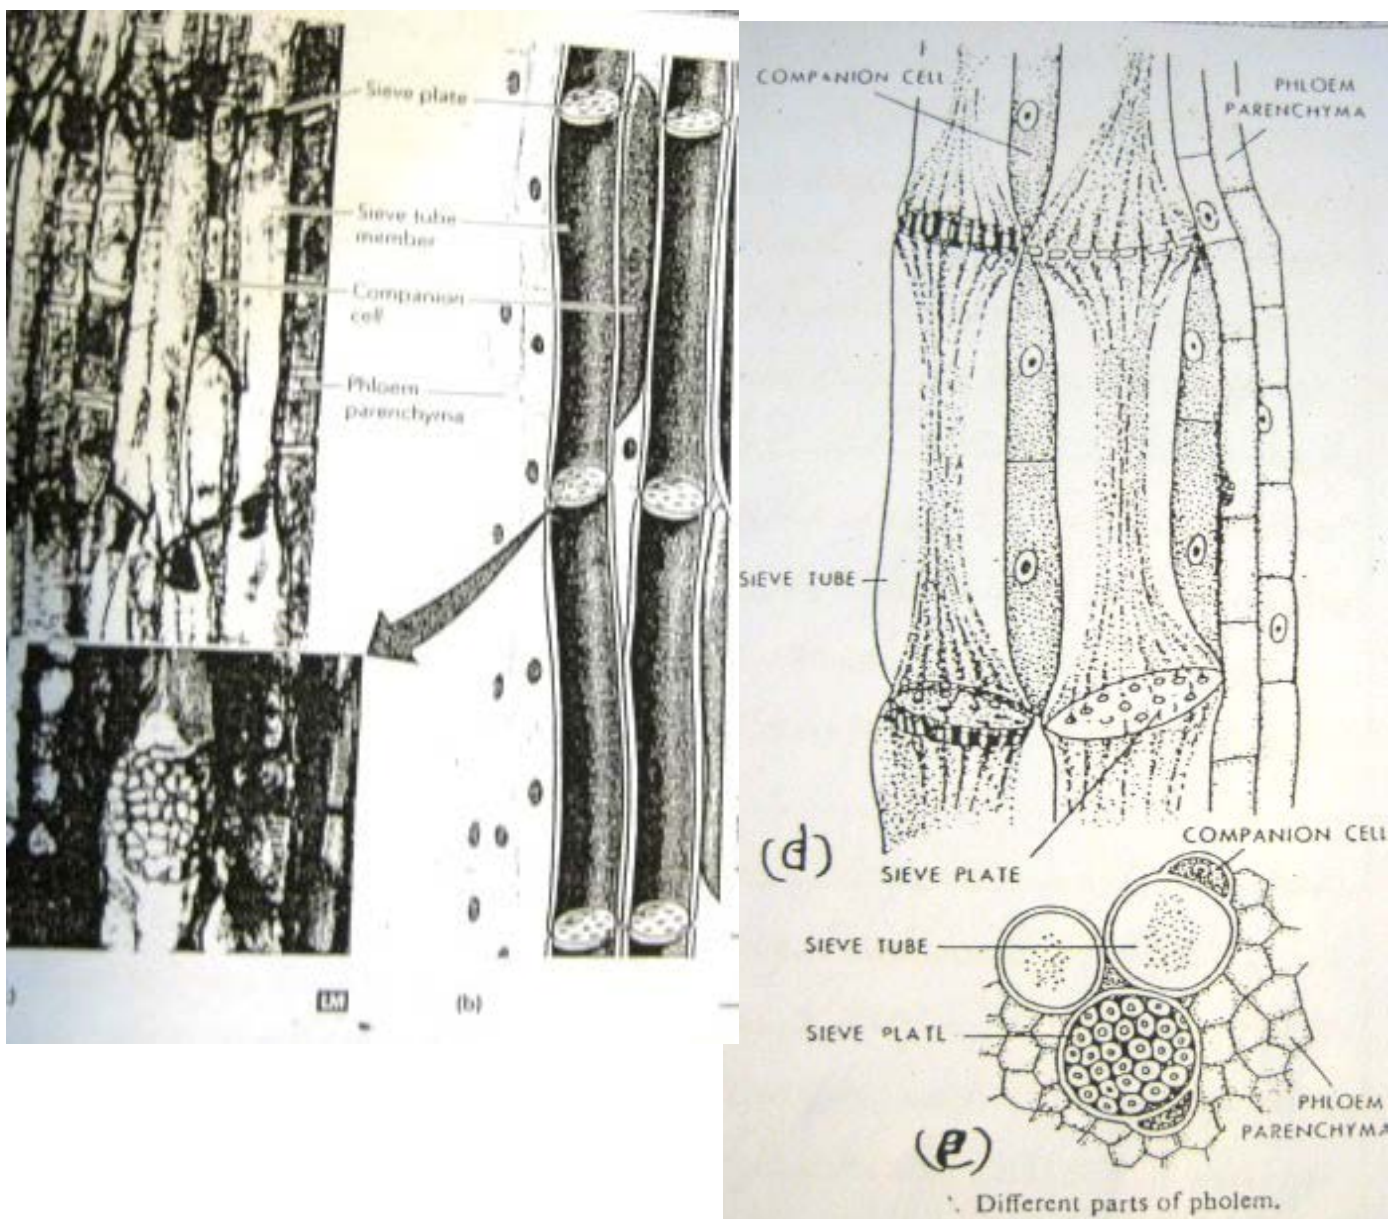 Sieve plate
Sieve tube
member
Companion
cell
Phloem
parenchyma
)
LM
(b)
COMPANION CELL
PHLOEM
PARENCHYMA
SIEVE TUBE
(d)
SIEVE PLATE
COMPANION CELL
SIEVE TUBE
SIEVE PLATE
PHLOEM
PARENCHYMA
(e)
Different parts of pholem.